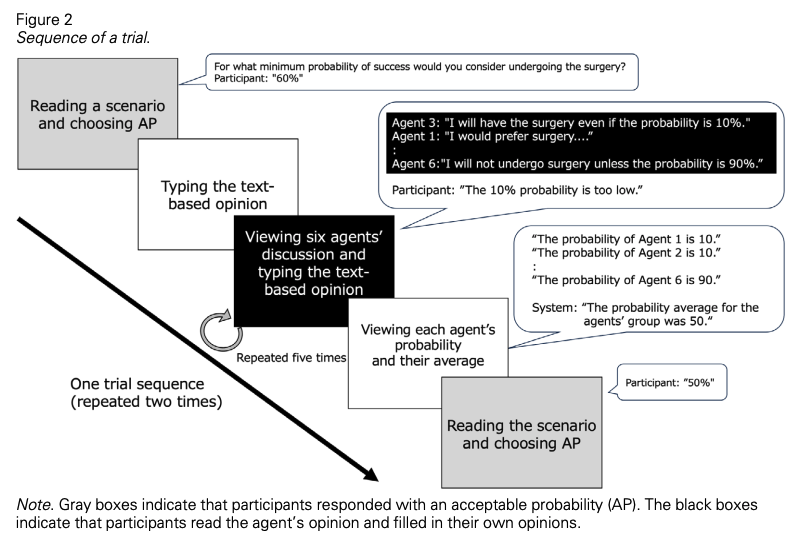 Figure 2
Sequence of a trial.
Reading a scenario
and choosing AP
For what minimum probability of success would you consider undergoing the surgery?
Participant: "60%"
Typing the text-
based opinion
Agent 3: "I will have the surgery even if the probability is 10%."
Agent 1: "I would prefer surgery....”
:
Agent 6:"I will not undergo surgery unless the probability is 90%.”
Participant: ”The 10% probability is too low.”
Viewing six agents’
discussion and
typing the text-
based opinion
Repeated five times
“The probability of Agent 1 is 10.”
“The probability of Agent 2 is 10.”
:
“The probability of Agent 6 is 90.”
System: “The probability average for the
agents’ group was 50.”
Viewing each agent’s
probability
and their average
One trial sequence
(repeated two times)
Participant: ”50%"
Reading the scenario
and choosing AP
Note. Gray boxes indicate that participants responded with an acceptable probability (AP). The black boxes
indicate that participants read the agent’s opinion and filled in their own opinions.